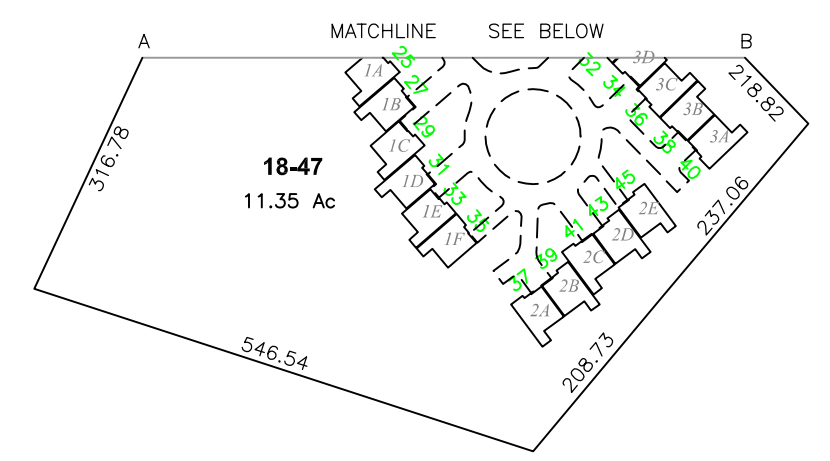 MATCHLINE SEE BELOW
A
B
25
1A
27
1B
29
1C
31
1D
33
1E
35
1F
32
3D
34
3C
36
3B
38
3A
40
218.82
316.78
18-47
11.35 Ac
237.06
45
2E
43
2D
41
2C
39
2B
37
2A
546.54
208.73